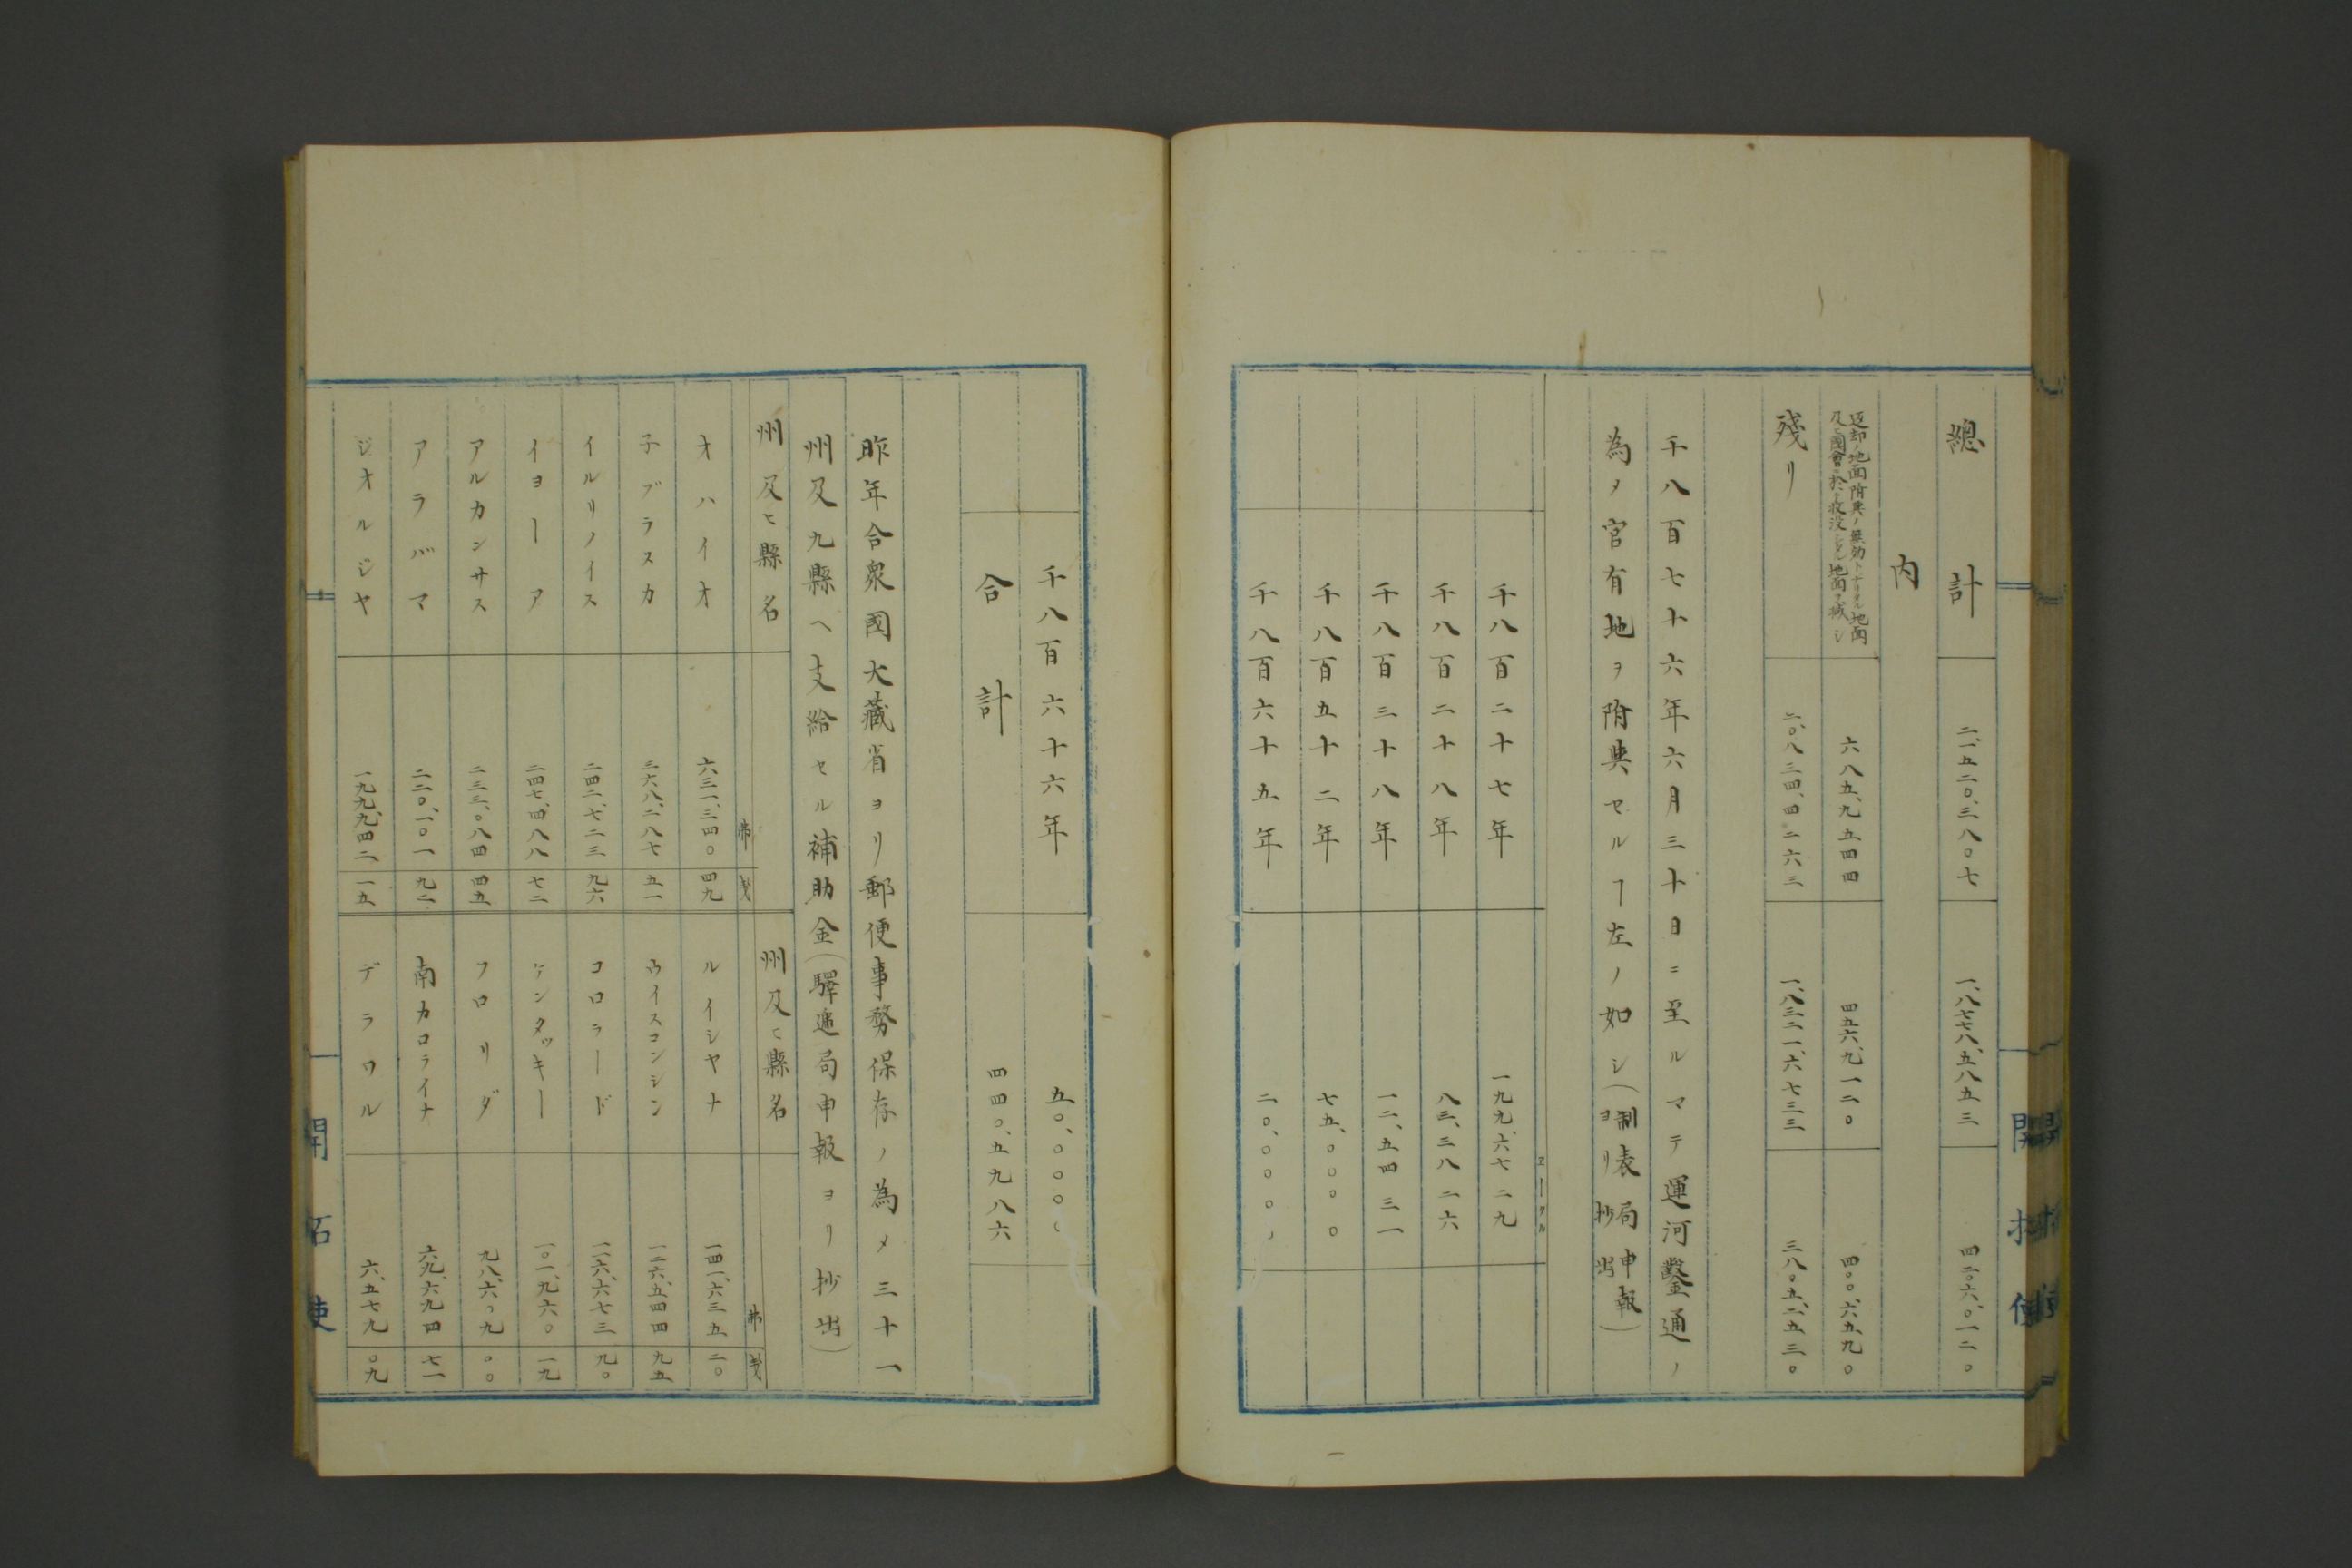 總計 二一、五二〇、三八〇七 一、八七七八、五八五三 四二〇六、〇一二〇
内
返却ノ地面附與ノ無効トナリタル地面
及ヒ國會ニ於テ沒收シタル地面ヲ減シ
六八五、九五四四 四五六、九一二〇 四〇〇、六五九〇
殘リ 二、〇八三四、四二六三 一、八三二一、六七三三 三八〇五、二五三〇
千八百七十六年六月三十日ニ至ルマテ運河鑿通ノ
為メ官有地ヲ附與セルヿ左ノ如シ(制表局申報ヨリ抄出)
ヱークル
千八百二十七年 一九九、六七二九
千八百二十八年 八三、三八二六
千八百三十八年 一二、五四三一
千八百五十二年 七五、〇〇〇〇
千八百六十五年 二〇、〇〇〇〇
開拓使
千八百六十六年 五〇、〇〇〇〇
合計 四四〇、五九八六
昨年合衆國大藏省ヨリ郵便事務保存ノ為メ三十一
州及九縣ヘ支給セル補助金(驛逓局申報ヨリ抄出)
州及ヒ縣名 弗 戔 州及ヒ縣名 弗 戔
オハイオ 六三一、三四〇 四九 ルイシヤナ 一四一、六三五 二〇
子ブラスカ 三六八、二八七 五一 ウイスコンシン 一二六、五四四 九五
イルリノイス 二四二、七二三 九六 コロラード 一一六、六七三 九〇
イヨーア 二四七、四八八 七二 ケンタッキー 一〇一、九六〇 一九
アルカンサス 二三三、〇八四 四五 フロリダ 九八、六〇九 〇〇
アラバマ 二二〇、一〇一 九二 南カロライナ 六九、六九四 七一
ジオルジヤ 一九九、九四二 一五 デラワル 六、五七九 〇九
開拓使